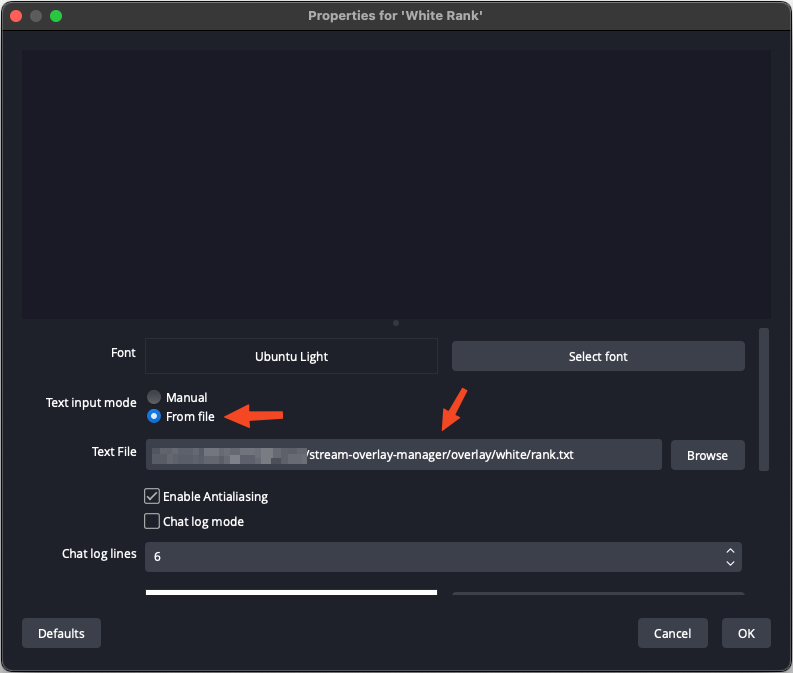 Properties for 'White Rank'
Font
Ubuntu Light
Select font
Text input mode
Manual
From file
Text File
/stream-overlay-manager/overlay/white/rank.txt
Browse
Enable Antialiasing
Chat log mode
Chat log lines
6
Defaults
Cancel
OK